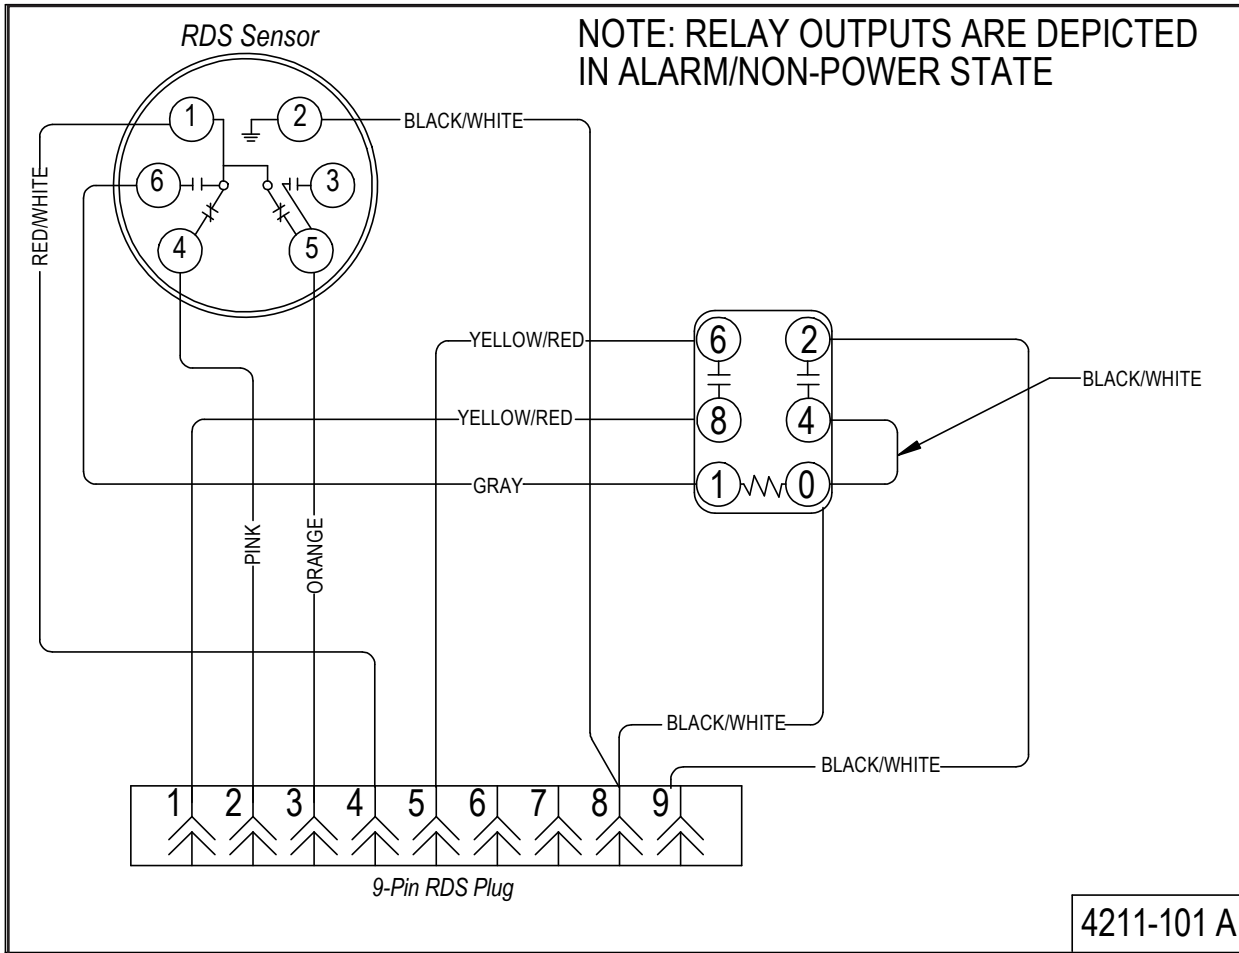 RDS Sensor
NOTE: RELAY OUTPUTS ARE DEPICTED
IN ALARM/NON-POWER STATE
1
2
BLACK/WHITE
6
3
RED/WHITE
4
5
YELLOW/RED
6
2
BLACK/WHITE
YELLOW/RED
8
4
GRAY
1
0
PINK
ORANGE
BLACK/WHITE
BLACK/WHITE
1 2 3 4 5 6 7 8 9
9-Pin RDS Plug
4211-101 A